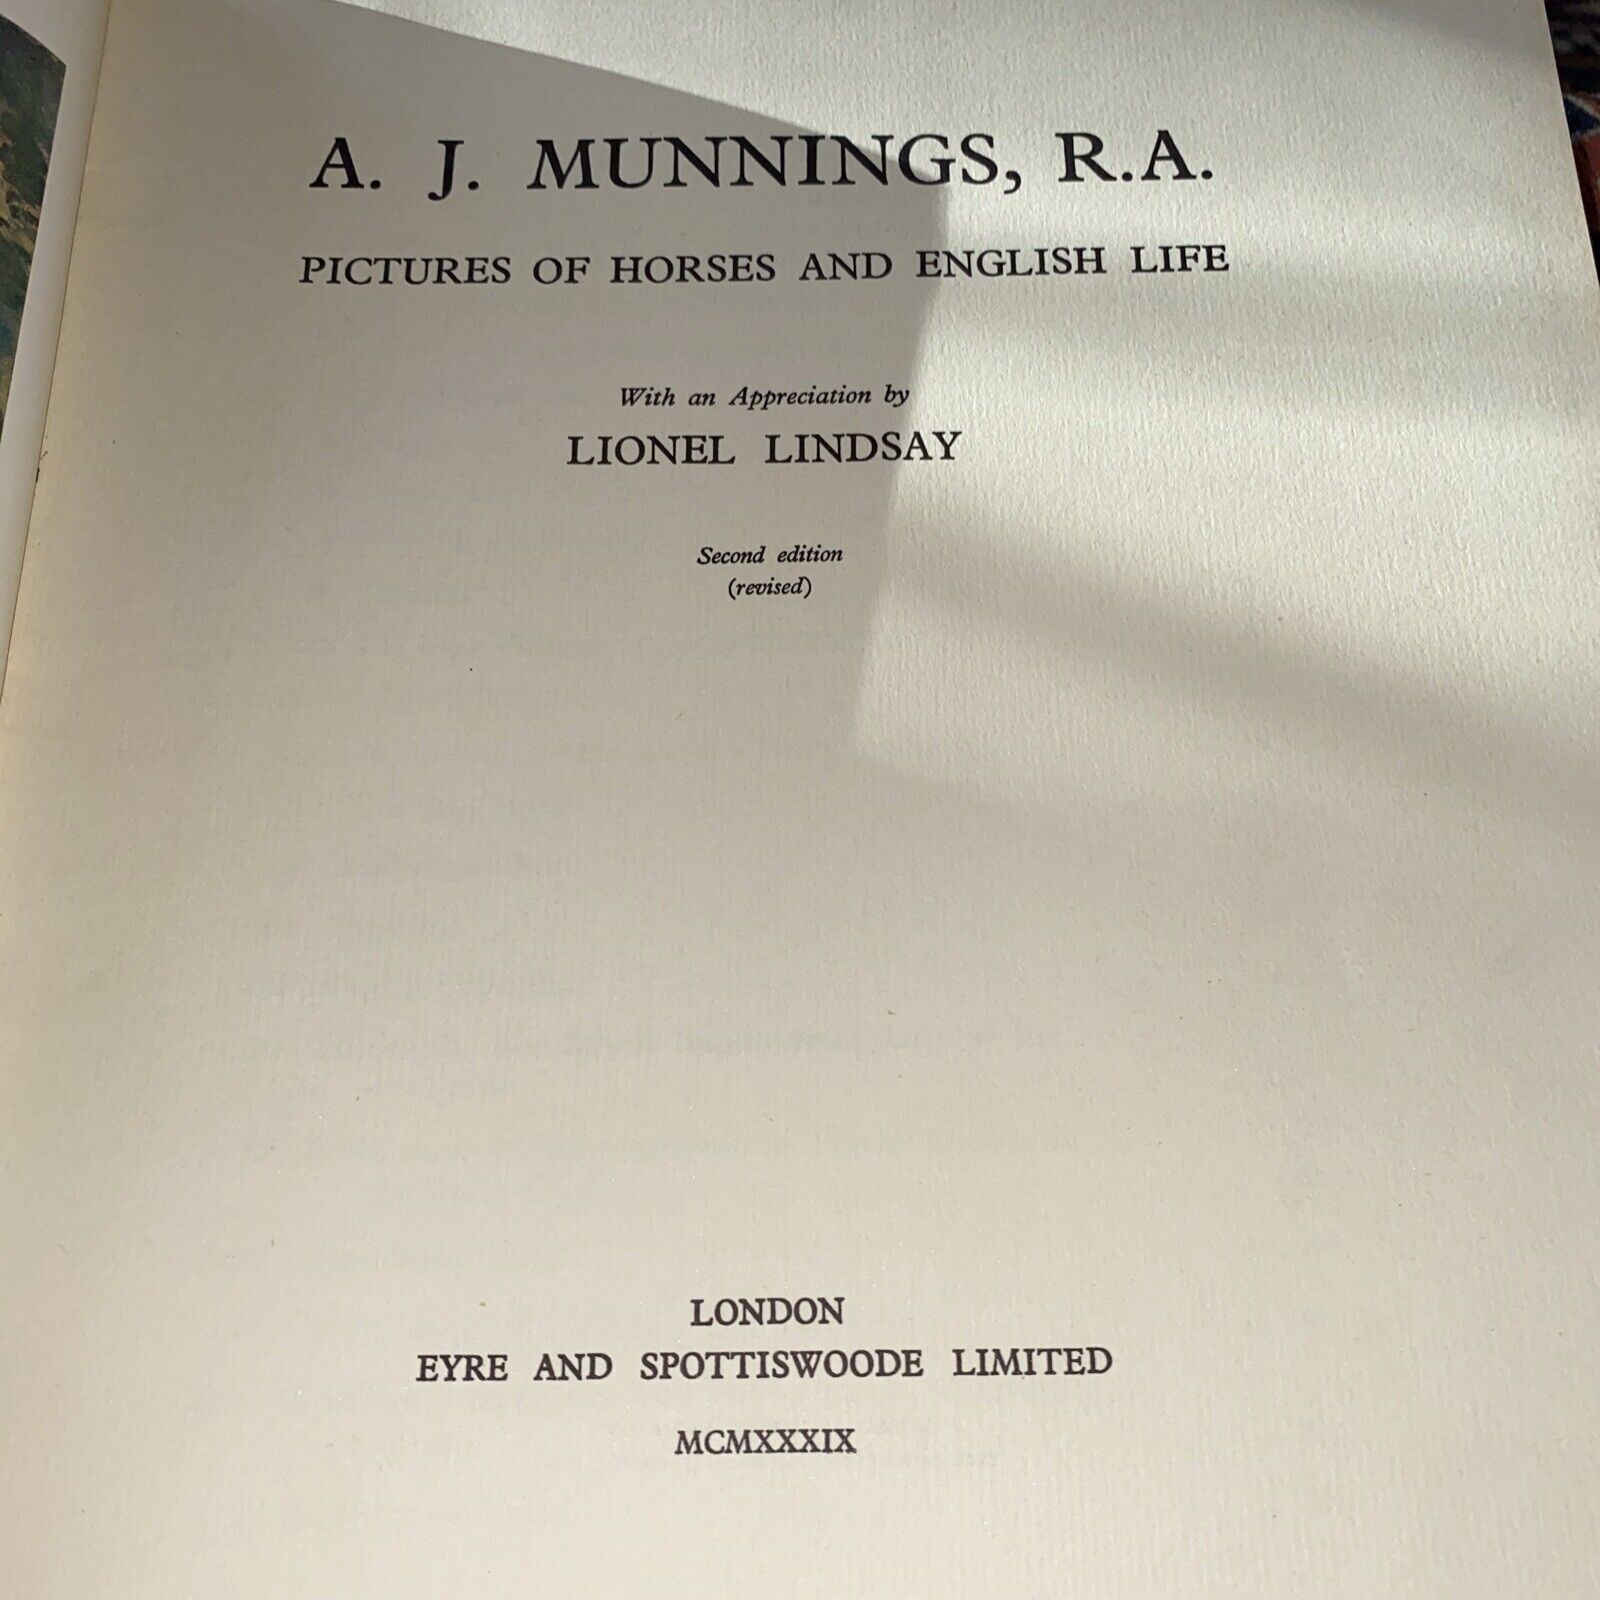 A. J. MUNNINGS, R.A.
PICTURES OF HORSES AND ENGLISH LIFE
With an Appreciation by
LIONEL LINDSAY
Second edition
(revised)
LONDON
EYRE AND SPOTTISWOODE LIMITED
MCMXXXIX